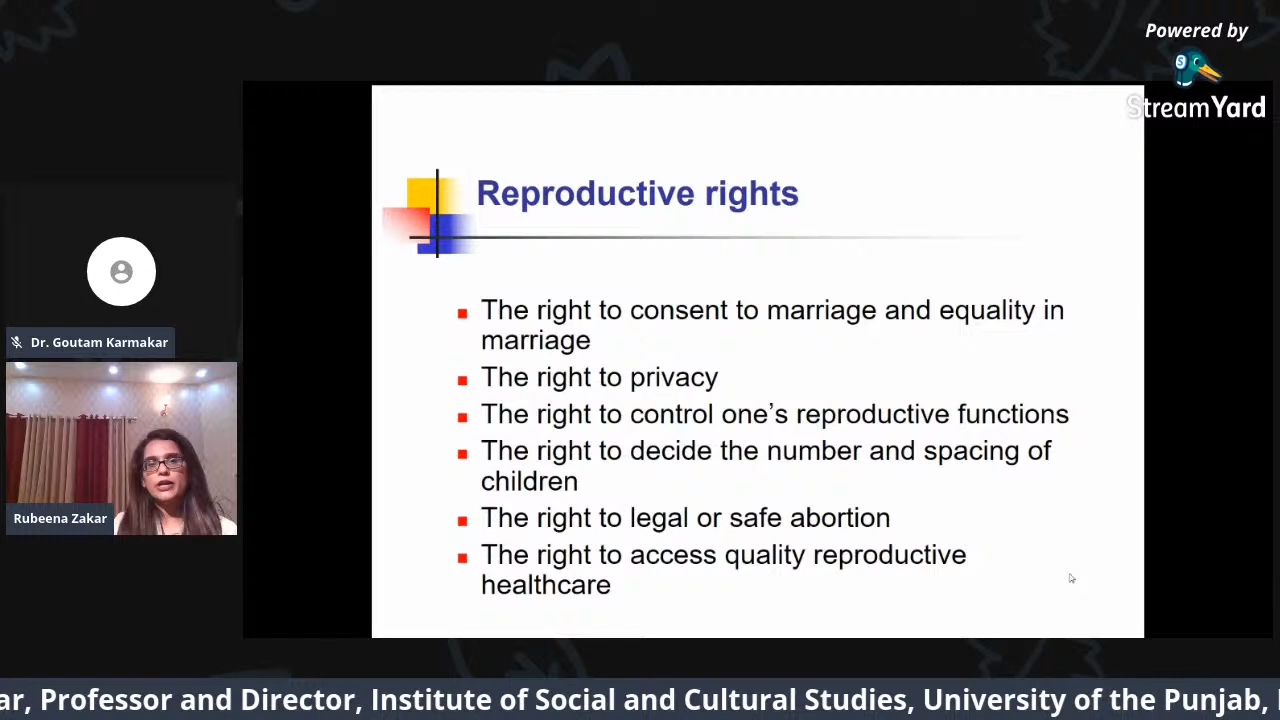 Powered by
StreamYard
Reproductive rights
The right to consent to marriage and equality in
marriage
The right to privacy
The right to control one’s reproductive functions
The right to decide the number and spacing of
children
The right to legal or safe abortion
The right to access quality reproductive
healthcare
Dr. Goutam Karmakar
Rubeena Zakar
ar, Professor and Director, Institute of Social and Cultural Studies, University of the Punjab,